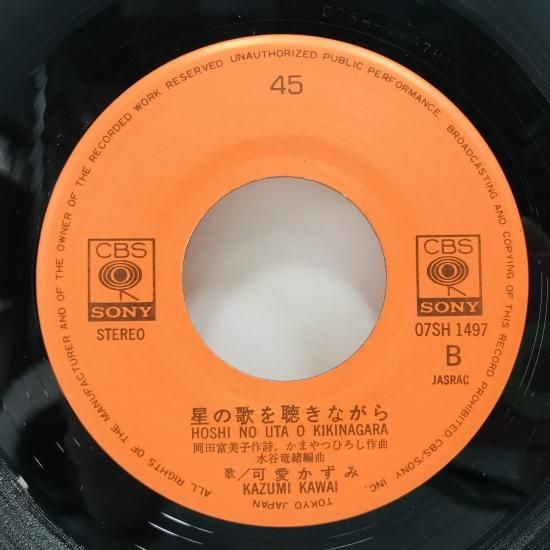 ALL RIGHTS OF THE MANUFACTURER AND OF THE OWNER OF THE RECORDED WORK RESERVED UNAUTHORIZED PUBLIC PERFORMANCE, BROADCASTING AND COPYING OF THIS RECORD PROHIBITED CBS/SONY INC. TOKYO JAPAN
45
CBS
SONY
STEREO
CBS
SONY
07SH 1497
B
JASRAC
星の歌を聴きながら
HOSHI NO UTA O KIKINAGARA
岡田富美子作詩,かまやつひろし作曲
水谷竜緒編曲
歌／可愛かずみ
KAZUMI KAWAI